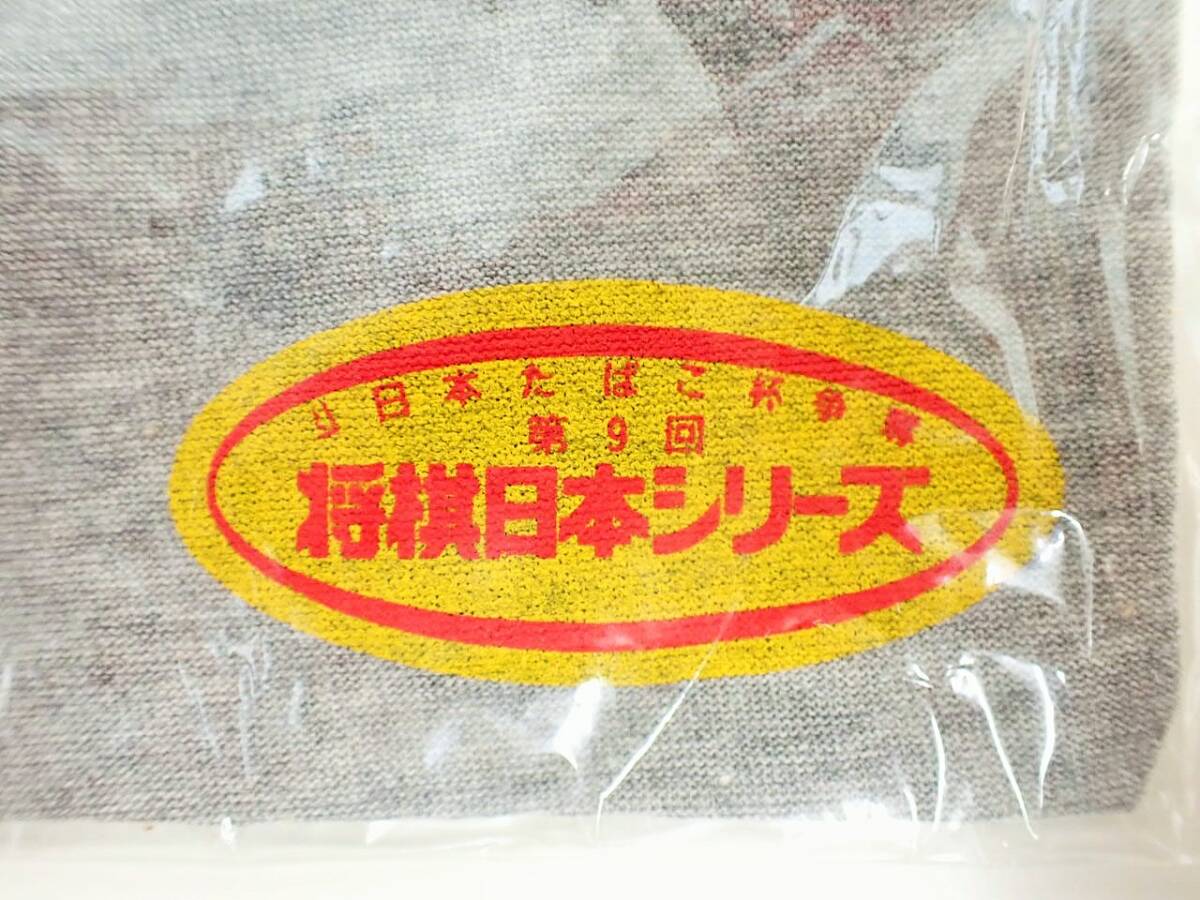 日本たばこ杯争奪
第9回
将棋日本シリーズ